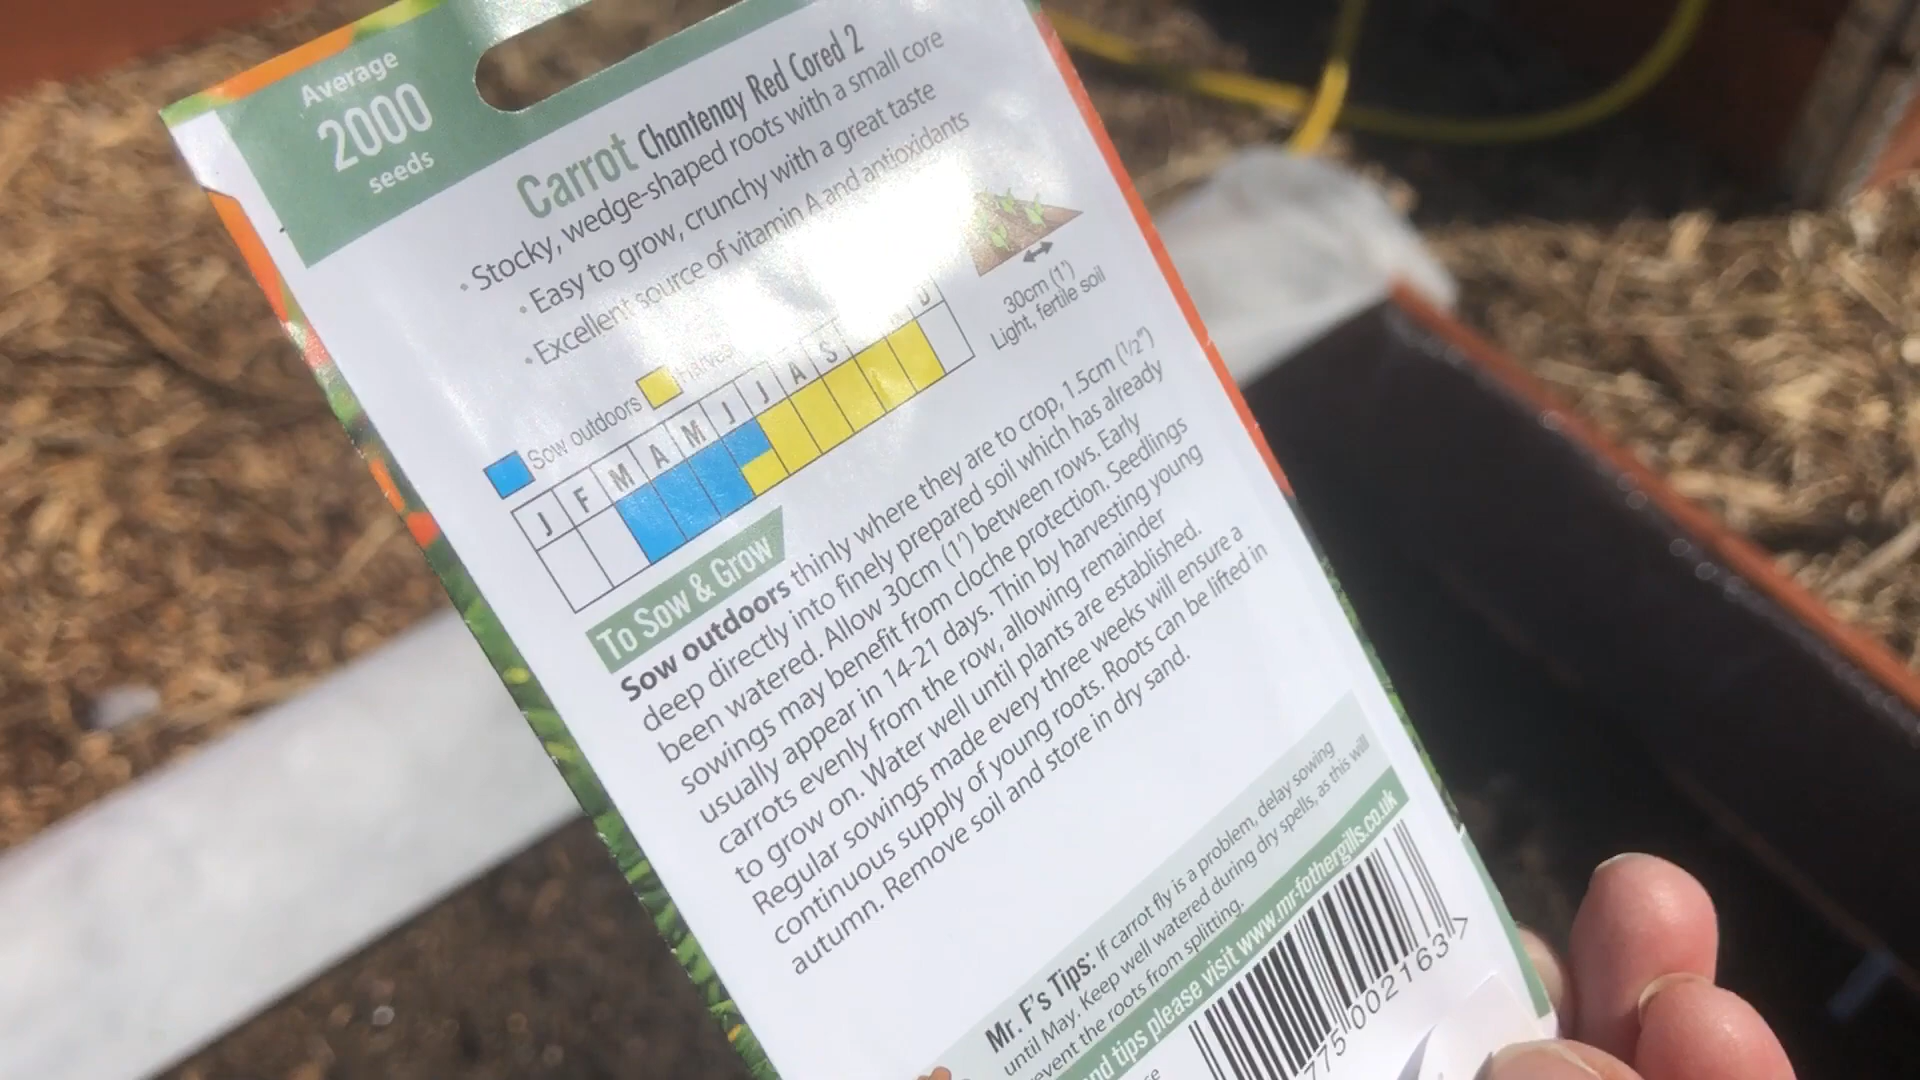 Average
2000
seeds
Carrot Chantenay Red Cored 2
• Stocky, wedge-shaped roots with a small core
• Easy to grow, crunchy with a great taste
• Excellent source of vitamin A and antioxidants
Sow outdoors Harvest
J F M A M J J A S D
30cm (1')
Light, fertile soil
To Sow & Grow
Sow outdoors thinly where they are to crop, 1.5cm (1/2")
deep directly into finely prepared soil which has already
been watered. Allow 30cm (1') between rows. Early
sowings may benefit from cloche protection. Seedlings
usually appear in 14-21 days. Thin by harvesting young
carrots evenly from the row, allowing remainder
to grow on. Water well until plants are established.
Regular sowings made every three weeks will ensure a
continuous supply of young roots. Roots can be lifted in
autumn. Remove soil and store in dry sand.
Mr. F's Tips: If carrot fly is a problem, delay sowing
until May. Keep well watered during dry spells, as this will
revent the roots from splitting.
nd tips please visit www.mr-fothergills.co.uk
775 002163 >